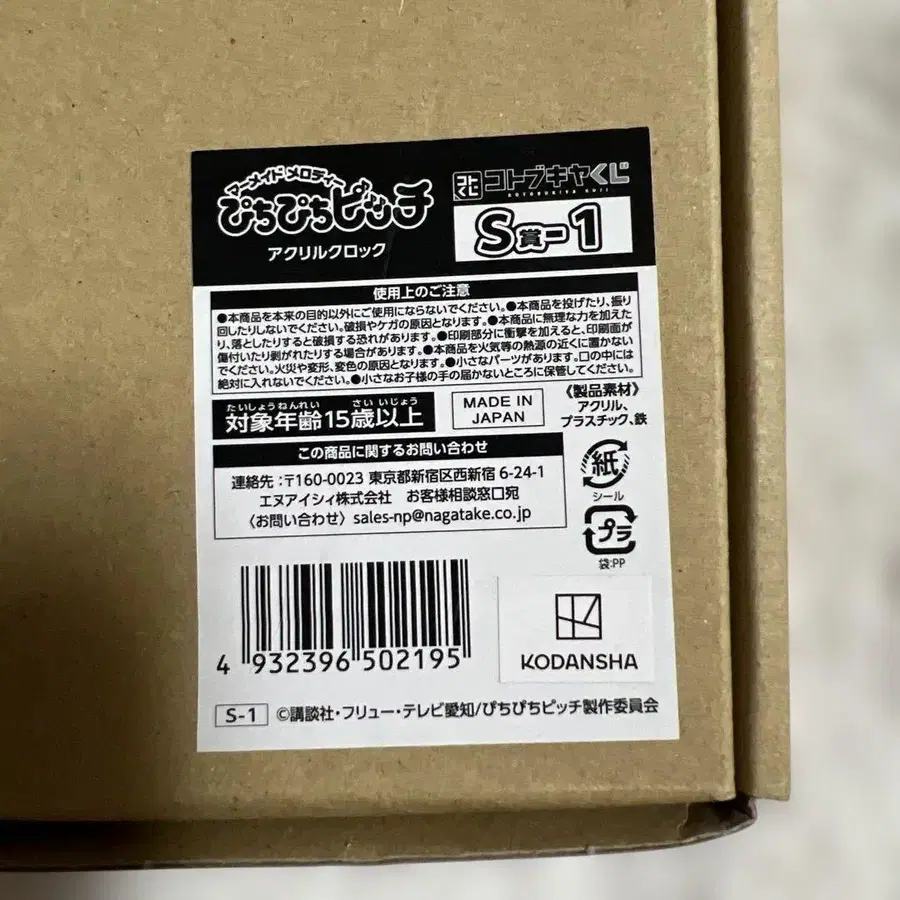 マーメイド メロディー
ぴちぴちピッチ
アクリルクロック
コトくじ
コトブキヤくじ
KOTOBUKIYA KUJI
S賞-1
使用上のご注意
●本商品を本来の目的以外にご使用にならないでください。●本商品を投げたり、振り
回したりしないでください。破損やケガの原因となります。●本商品に無理な力を加えた
り、落としたりすると破損する恐れがあります。●印刷部分に衝撃を加えると、印刷面が
傷付いたり剝がれたりする場合があります。●本商品を火気等の熱源の近くに置かない
でください。火災や変形、変色の原因となります。●小さなパーツがあります。口の中には
絶対に入れないでください。●小さなお子様の手の届かないところに保管してください。
たいしょうねんれい さい いじょう
対象年齢15歳以上
MADE IN
JAPAN
《製品素材》
アクリル、
プラスチック、鉄
この商品に関するお問い合わせ
連絡先:〒160-0023 東京都新宿区西新宿 6-24-1
エヌアイシィ株式会社 お客様相談窓口宛
〈お問い合わせ〉sales-np@nagatake.co.jp
紙
シール
プラ
袋:PP
4 932396 502195
KODANSHA
S-1 ©講談社・フリュー・テレビ愛知/ぴちぴちピッチ製作委員会